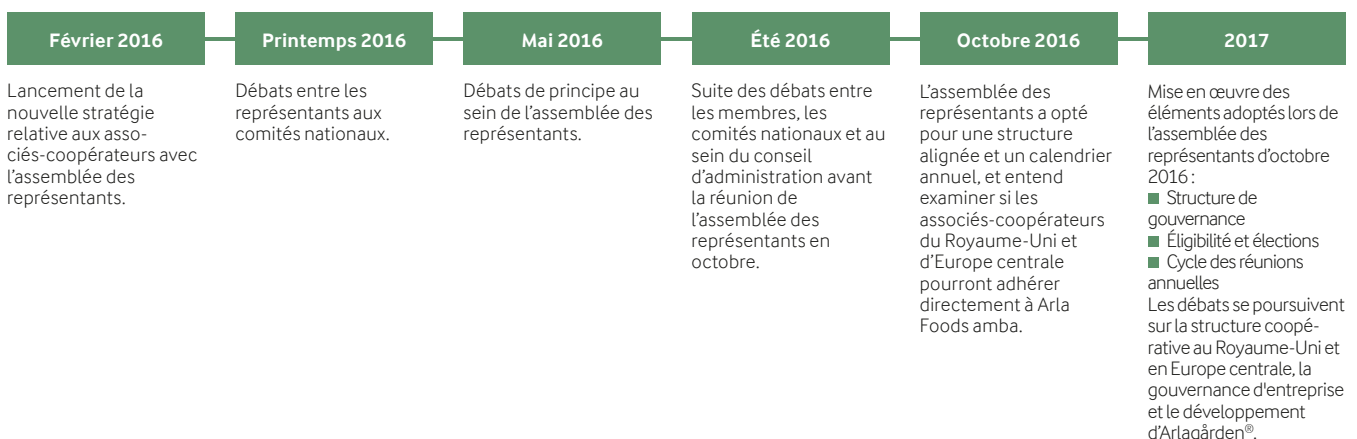 Février 2016
Lancement de la
nouvelle stratégie
relative aux asso-
ciés-coopérateurs avec
l'assemblée des
représentants.
Printemps 2016
Débats entre les
représentants aux
comités nationaux.
Mai 2016
Débats de principe au
sein de l'assemblée des
représentants.
Été 2016
Suite des débats entre
les membres, les
comités nationaux et au
sein du conseil
d'administration avant
la réunion de
l'assemblée des
représentants en
octobre.
Octobre 2016
L'assemblée des
représentants a opté
pour une structure
alignée et un calendrier
annuel, et entend
examiner si les
associés-coopérateurs
du Royaume-Uni et
d'Europe centrale
pourront adhérer
directement à Arla
Foods amba.
2017
Mise en œuvre des
éléments adoptés lors de
l'assemblée des
représentants d'octobre
2016 :
■ Structure de
gouvernance
■ Éligibilité et élections
■ Cycle des réunions
annuelles
Les débats se poursuivent
sur la structure coopé-
rative au Royaume-Uni et
en Europe centrale, la
gouvernance d'entreprise
et le développement
d'Arlagården®.